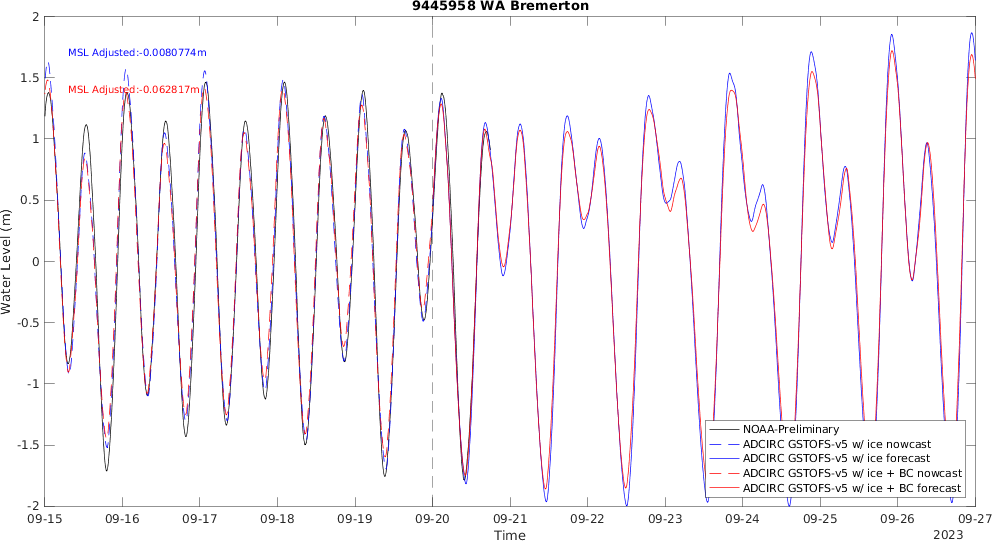 9445958 WA Bremerton
2
1.5
1
0.5
0
-0.5
-1
-1.5
-2
Water Level (m)
MSL Adjusted:-0.0080774m
MSL Adjusted:-0.062817m
NOAA-Preliminary
ADCIRC GSTOFS-v5 w/ ice nowcast
ADCIRC GSTOFS-v5 w/ ice forecast
ADCIRC GSTOFS-v5 w/ ice + BC nowcast
ADCIRC GSTOFS-v5 w/ ice + BC forecast
09-15 09-16 09-17 09-18 09-19 09-20 09-21 09-22 09-23 09-24 09-25 09-26 09-27
Time
2023